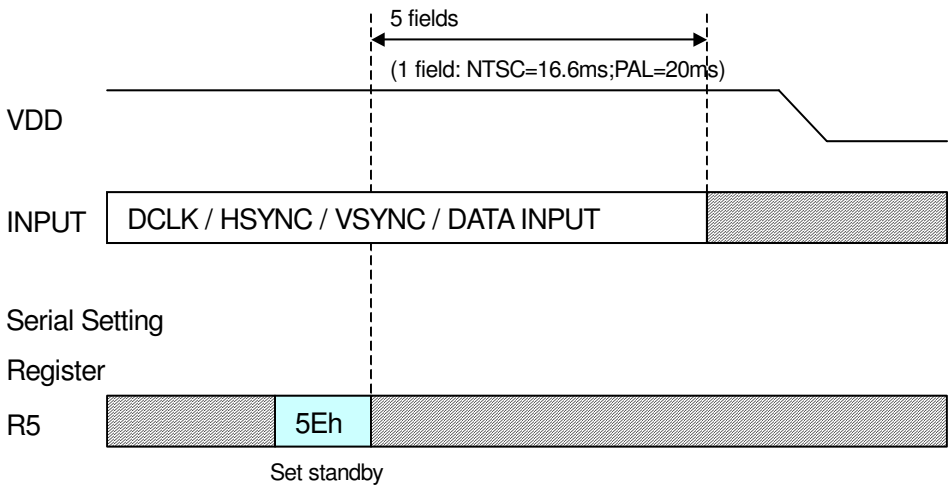 5 fields
(1 field: NTSC=16.6ms;PAL=20ms)
VDD
INPUT
DCLK / HSYNC / VSYNC / DATA INPUT
Serial Setting
Register
R5
5Eh
Set standby